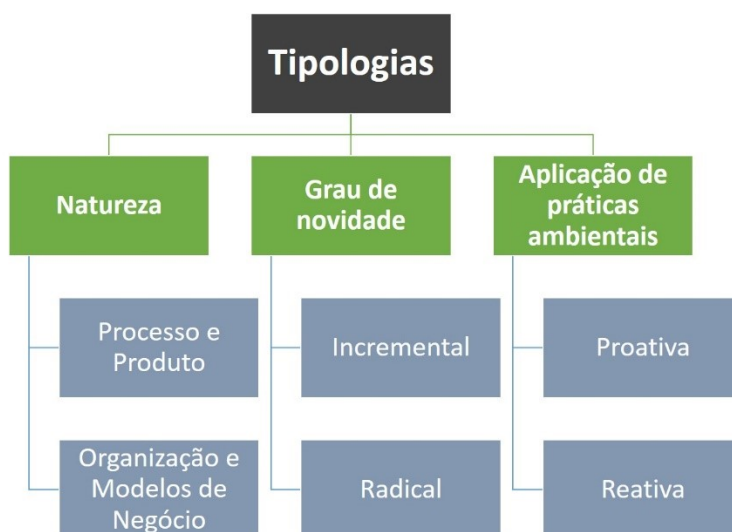 Tipologias
Natureza
Grau de
novidade
Aplicação de
práticas
ambientais
Processo e
Produto
Incremental
Proativa
Organização e
Modelos de
Negócio
Radical
Reativa